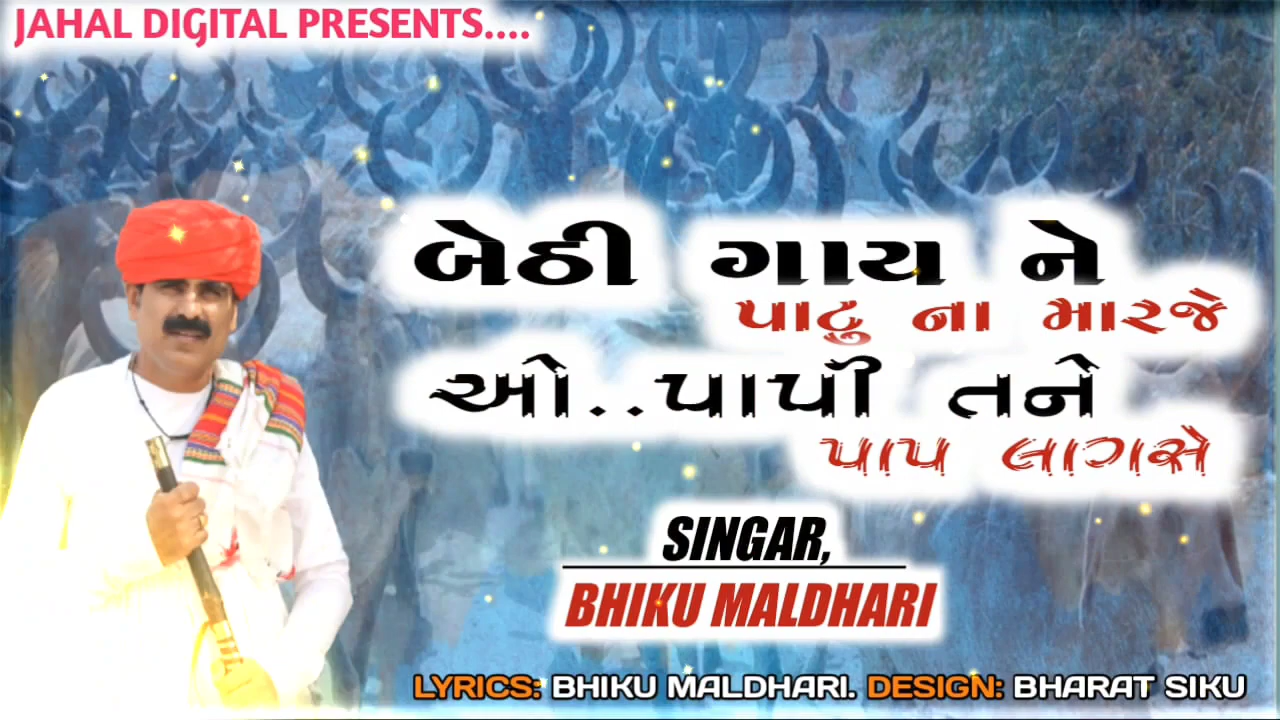 JAHAL DIGITAL PRESENTS....
બેઠી ગાય ને
પાટુ ના મારજે
ઓ..પાપી તને
પાપ લાગસે
SINGAR,
BHIKU MALDHARI
LYRICS: BHIKU MALDHARI. DESIGN: BHARAT SIKU